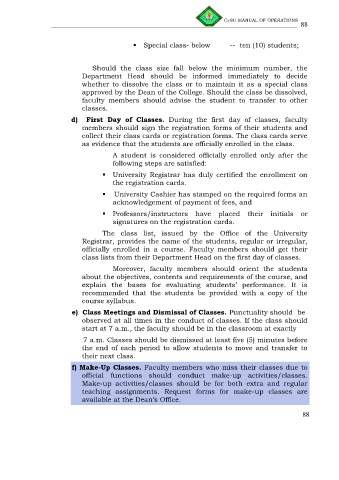 CvSU MANUAL OF OPERATIONS
88
▪ Special class- below -- ten (10) students;
Should the class size fall below the minimum number, the
Department Head should be informed immediately to decide
whether to dissolve the class or to maintain it as a special class
approved by the Dean of the College. Should the class be dissolved,
faculty members should advise the student to transfer to other
classes.
d) First Day of Classes. During the first day of classes, faculty
members should sign the registration forms of their students and
collect their class cards or registration forms. The class cards serve
as evidence that the students are officially enrolled in the class.
A student is considered officially enrolled only after the
following steps are satisfied:
▪ University Registrar has duly certified the enrollment on
the registration cards.
▪ University Cashier has stamped on the required forms an
acknowledgement of payment of fees, and
▪ Professors/instructors have placed their initials or
signatures on the registration cards.
The class list, issued by the Office of the University
Registrar, provides the name of the students, regular or irregular,
officially enrolled in a course. Faculty members should get their
class lists from their Department Head on the first day of classes.
Moreover, faculty members should orient the students
about the objectives, contents and requirements of the course, and
explain the bases for evaluating students' performance. It is
recommended that the students be provided with a copy of the
course syllabus.
e) Class Meetings and Dismissal of Classes. Punctuality should be
observed at all times in the conduct of classes. If the class should
start at 7 a.m., the faculty should be in the classroom at exactly
7 a.m. Classes should be dismissed at least five (5) minutes before
the end of each period to allow students to move and transfer to
their next class.
f) Make-Up Classes. Faculty members who miss their classes due to
official functions should conduct make-up activities/classes.
Make-up activities/classes should be for both extra and regular
teaching assignments. Request forms for make-up classes are
available at the Dean's Office.
88